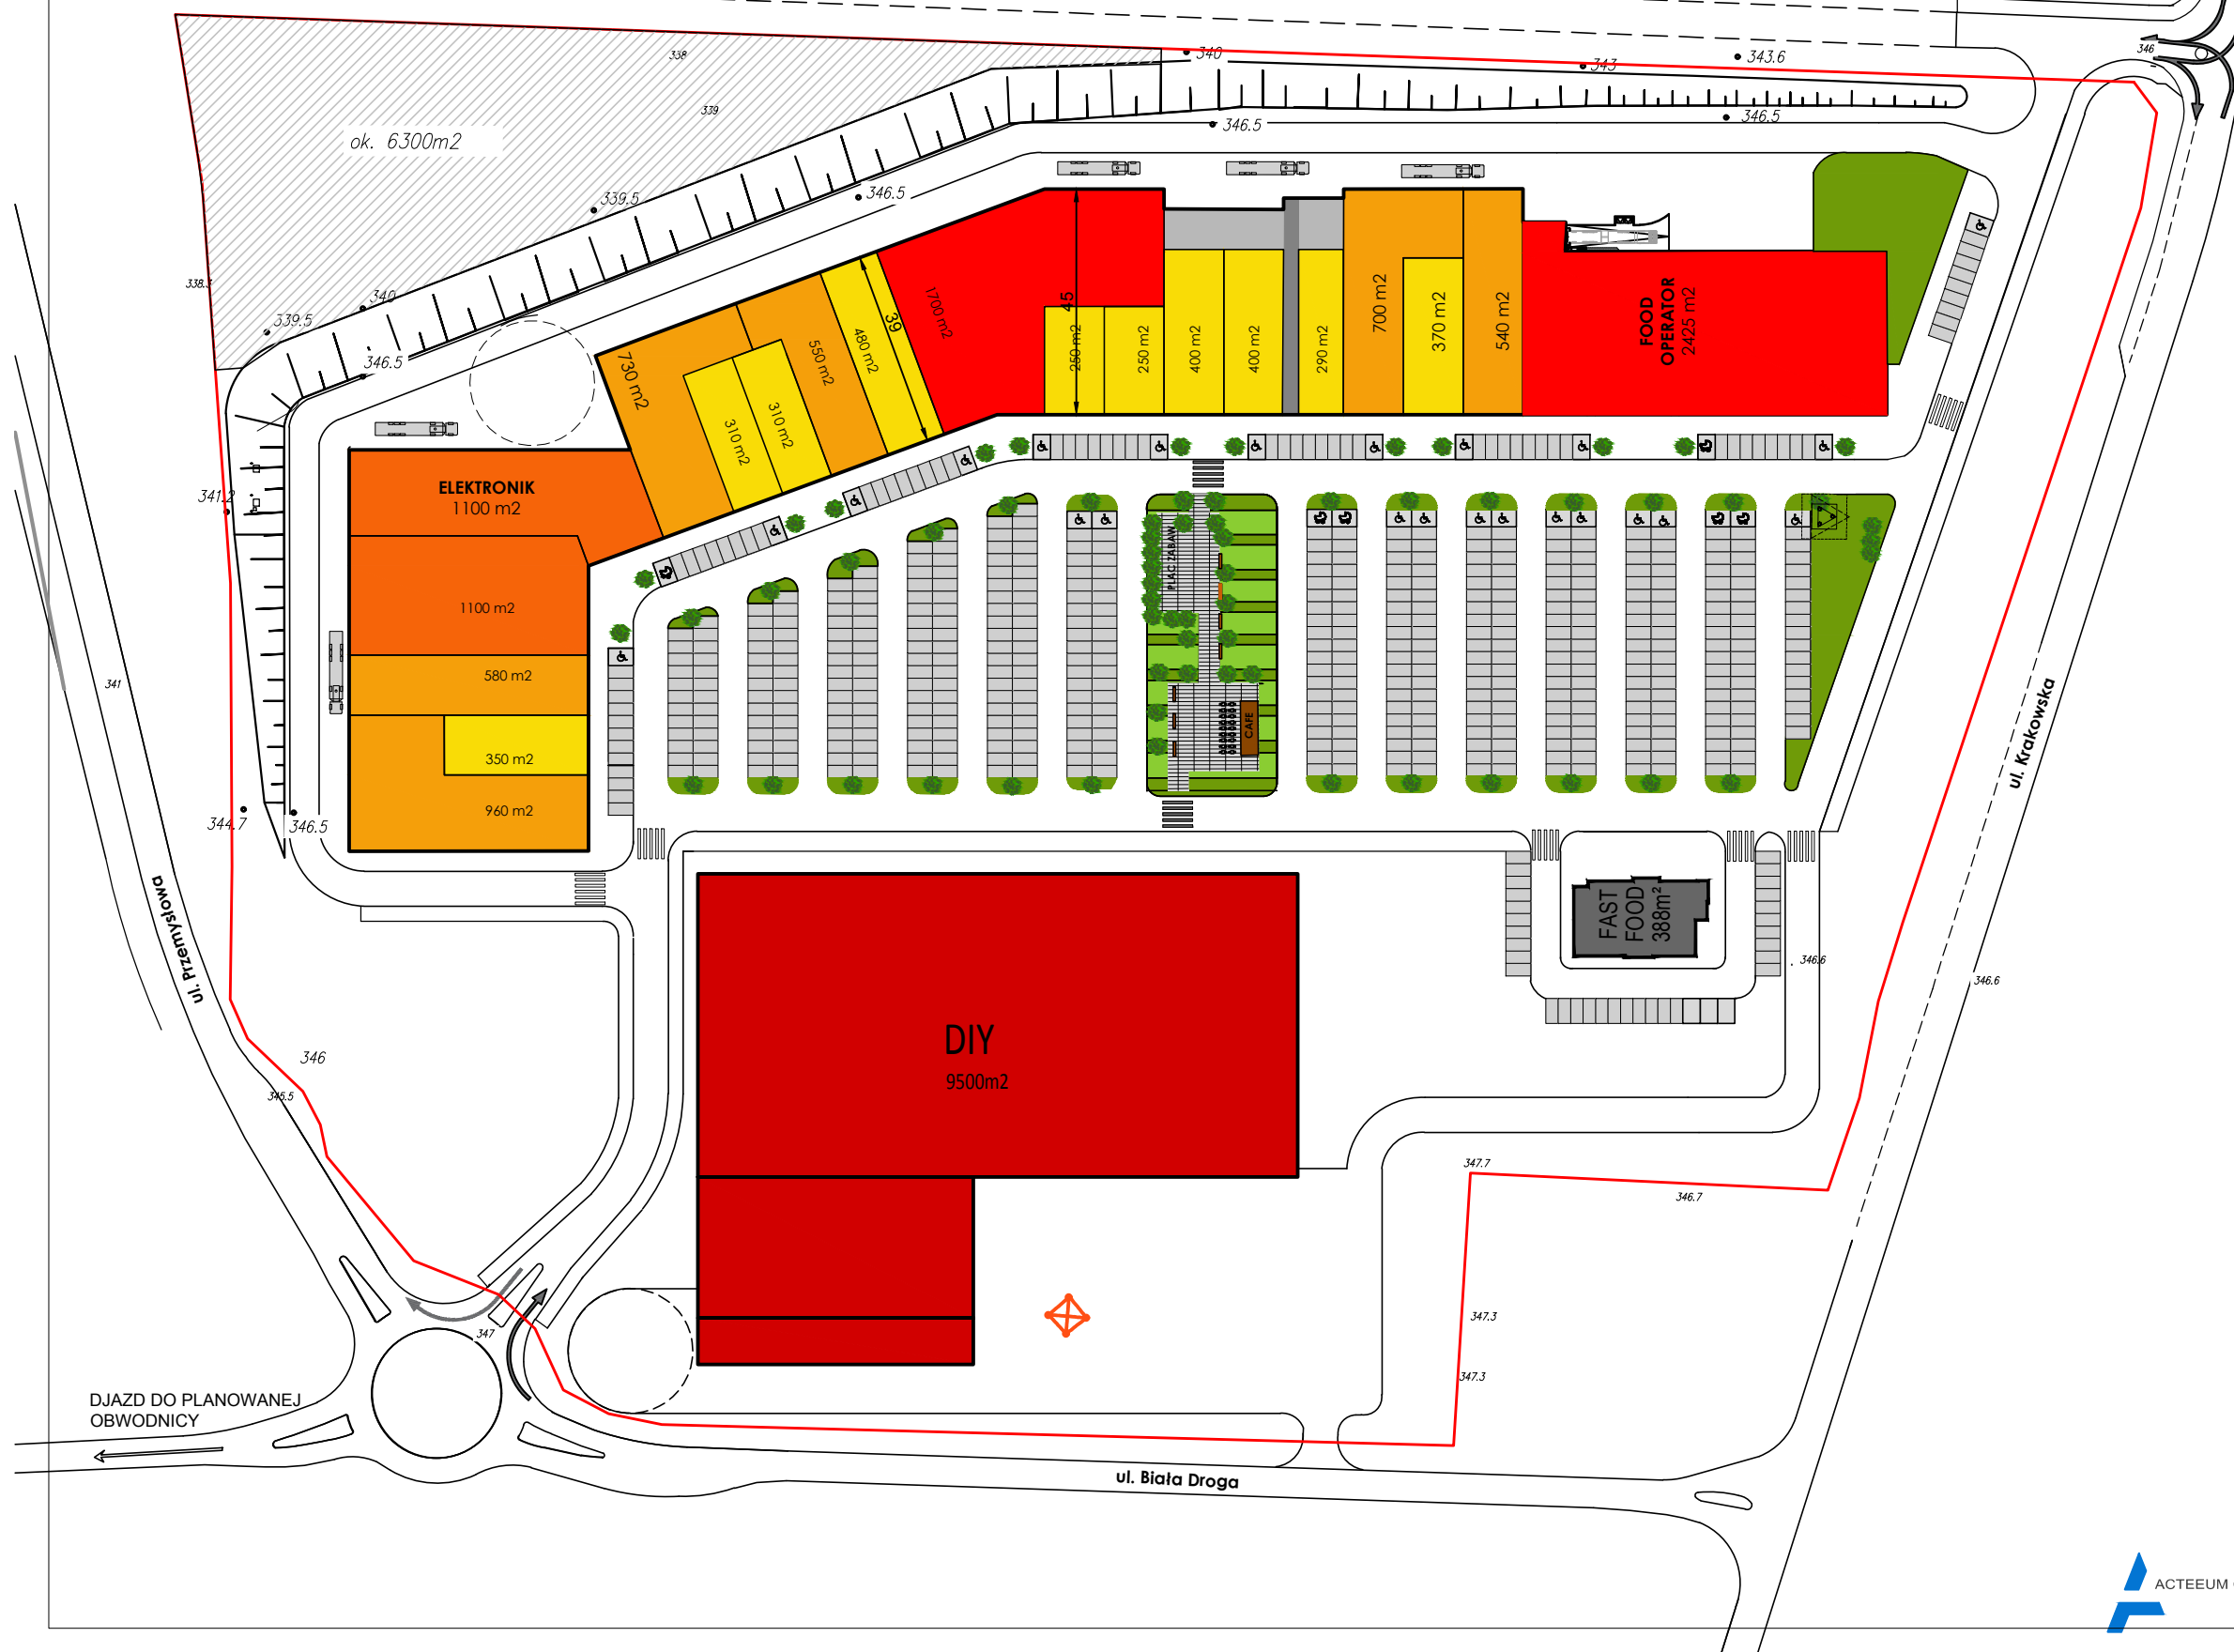 338
340
343
343.6
346
339
346.5
346.5
ok. 6300m2
339.5
346.5
338.3
340
339.5
346.5
1700 m2
45
39
480 m2
550 m2
730 m2
310 m2
310 m2
250 m2
250 m2
400 m2
400 m2
290 m2
700 m2
370 m2
540 m2
FOOD
OPERATOR
2425 m2
ELEKTRONIK
1100 m2
341.2
1100 m2
580 m2
350 m2
960 m2
341
PLAC ZABAW
CAFE
ul. Krakowska
344.7
346.5
ul. Przemysłowa
FAST
FOOD
388m²
346.6
346.6
DIY
9500m2
346
345.5
347.7
346.7
347
347.3
347.3
DJAZD DO PLANOWANEJ
OBWODNICY
ul. Biała Droga
ACTEEUM